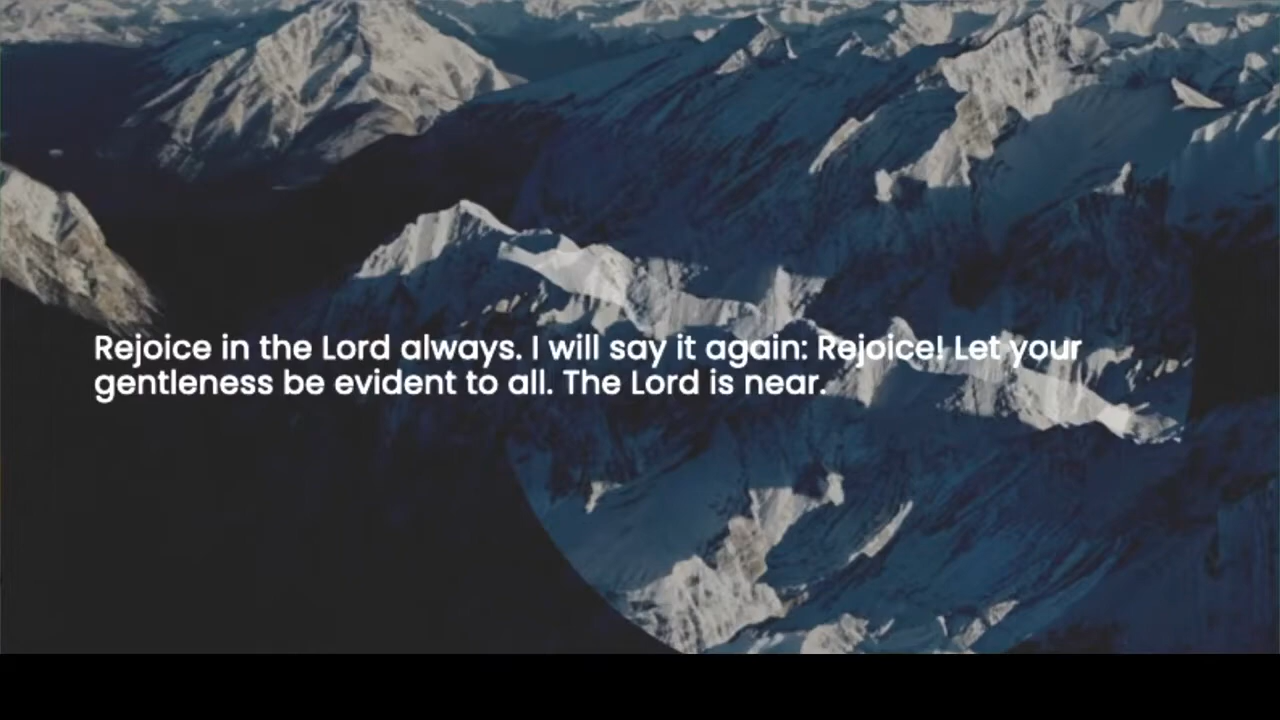 Rejoice in the Lord always. I will say it again: Rejoice! Let your
gentleness be evident to all. The Lord is near.